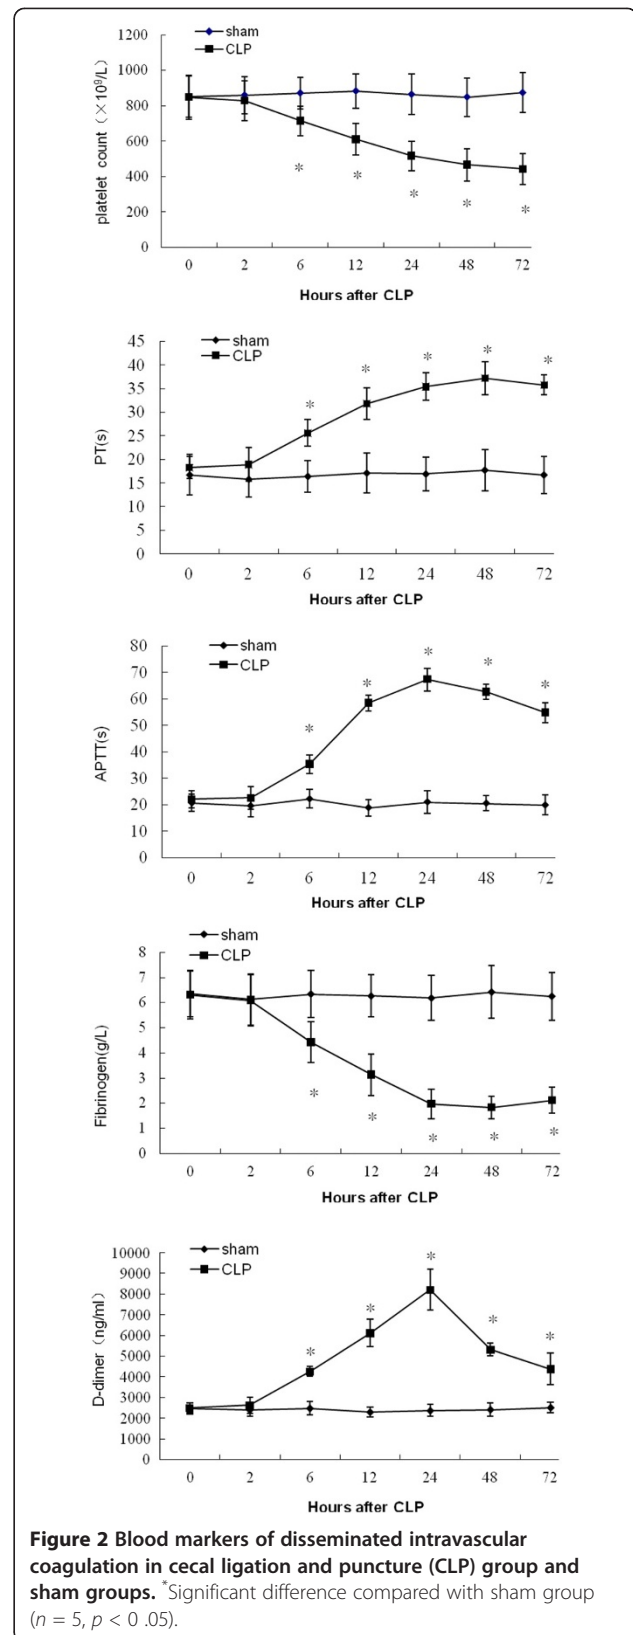 sham
CLP
platelet count（×10⁹/L）
1200
1000
800
600
400
200
0
* * * * *
0 2 6 12 24 48 72
Hours after CLP
sham
CLP
PT(s)
45
40
35
30
25
20
15
10
5
0
* * * * *
0 2 6 12 24 48 72
Hours after CLP
sham
CLP
APTT(s)
80
70
60
50
40
30
20
10
0
* * * * *
0 2 6 12 24 48 72
Hours after CLP
sham
CLP
Fibrinogen(g/L)
8
7
6
5
4
3
2
1
0
* * * * *
0 2 6 12 24 48 72
Hours after CLP
sham
CLP
D-dimer（ng/ml）
10000
9000
8000
7000
6000
5000
4000
3000
2000
1000
0
* * * * *
0 2 6 12 24 48 72
Hours after CLP
Figure 2 Blood markers of disseminated intravascular
coagulation in cecal ligation and puncture (CLP) group and
sham groups. *Significant difference compared with sham group
(n = 5, p < 0 .05).